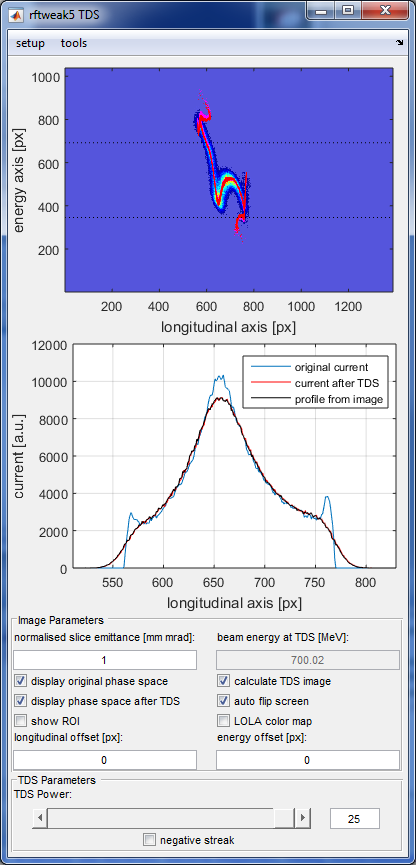 rftweak5 TDS
setup tools
1000
800
600
400
200
energy axis [px]
200 400 600 800 1000 1200
longitudinal axis [px]
12000
10000
8000
6000
4000
2000
0
current [a.u.]
original current
current after TDS
profile from image
550 600 650 700 750 800
longitudinal axis [px]
Image Parameters
normalised slice emittance [mm mrad]: beam energy at TDS [MeV]:
1 700.02
display original phase space calculate TDS image
display phase space after TDS auto flip screen
show ROI LOLA color map
longitudinal offset [px]: energy offset [px]:
0 0
TDS Parameters
TDS Power:
25
negative streak